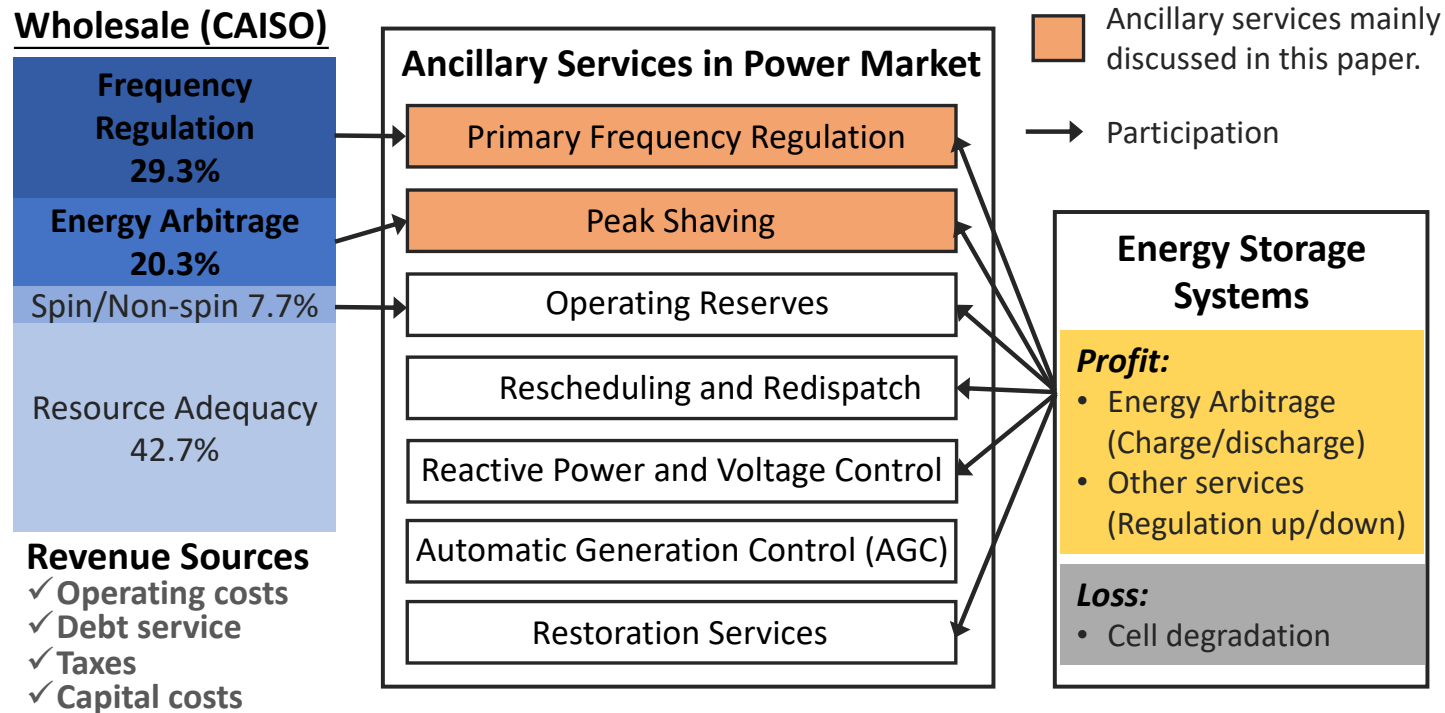 Wholesale (CAISO)
Frequency
Regulation
29.3%
Energy Arbitrage
20.3%
Spin/Non-spin 7.7%
Resource Adequacy
42.7%
Revenue Sources
✓Operating costs
✓Debt service
✓Taxes
✓Capital costs
Ancillary Services in Power Market
Primary Frequency Regulation
Peak Shaving
Operating Reserves
Rescheduling and Redispatch
Reactive Power and Voltage Control
Automatic Generation Control (AGC)
Restoration Services
Ancillary services mainly
discussed in this paper.
Participation
Energy Storage
Systems
Profit:
• Energy Arbitrage
(Charge/discharge)
• Other services
(Regulation up/down)
Loss:
• Cell degradation